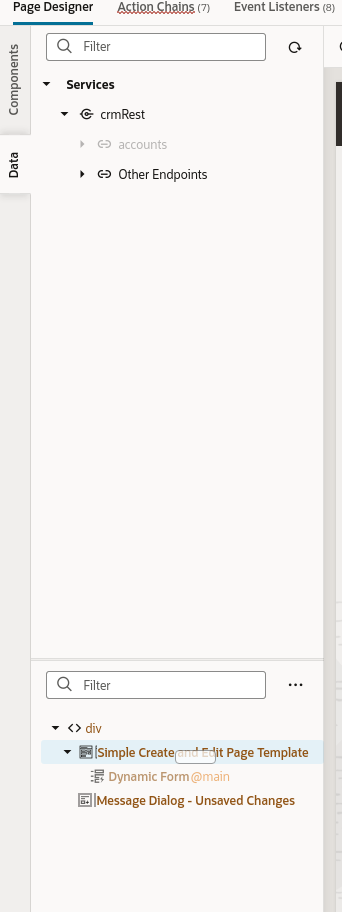 Page Designer Action Chains (7) Event Listeners (8)
Filter
Components
Data
Services
crmRest
accounts
Other Endpoints
Filter
div
Simple Create and Edit Page Template
Dynamic Form@main
Message Dialog - Unsaved Changes